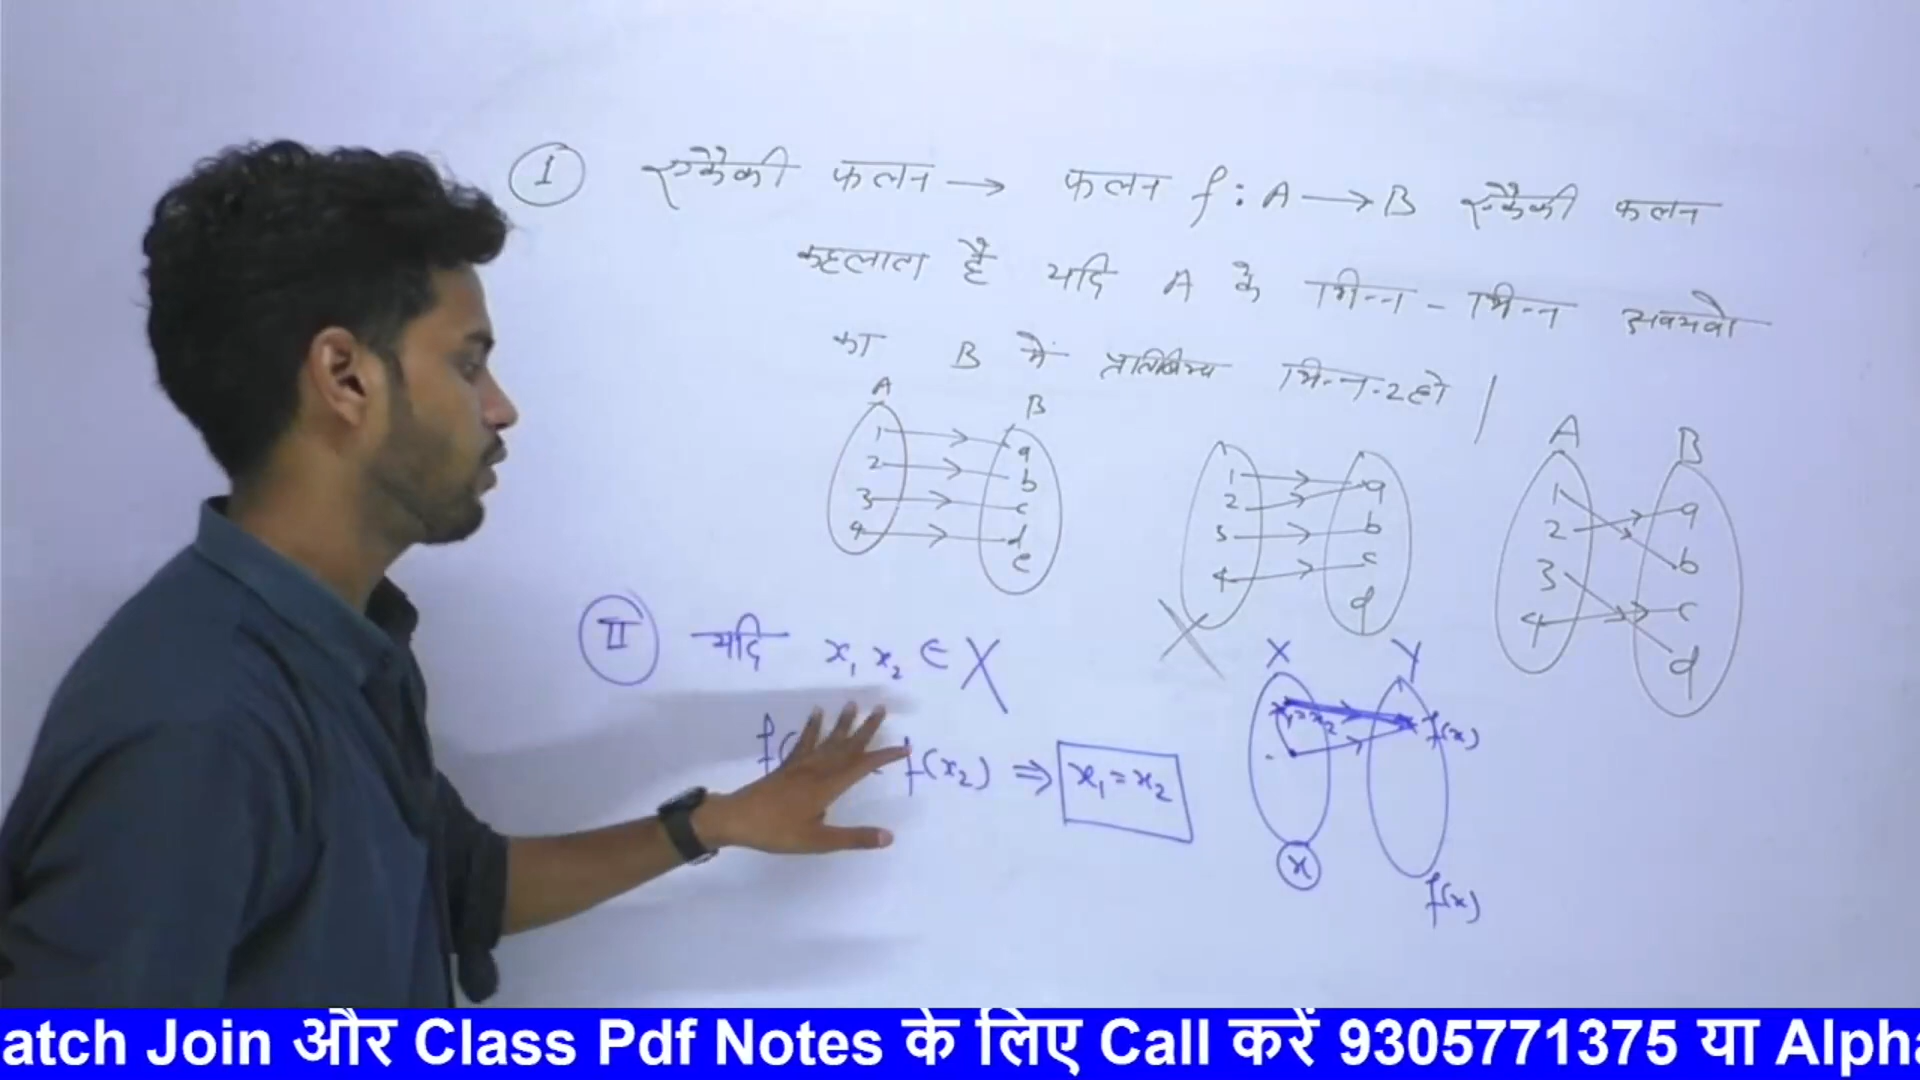 I एकैकी फलन → फलन f : A → B एकैकी फलन
कहलाता है यदि A के भिन्न - भिन्न अवयवो
का B में प्रतिबिम्ब भिन्न-2 हो |
A B
1 a
2 b
3 c
4 d
e
1 a
2 b
3 c
4 d
A B
1 a
2 b
3 c
4 d
II यदि x₁ x₂ ∈ X
f( f(x₂) ⇒ x₁ = x₂
X Y
x₁=x₂ f(x)
x f(x)
atch Join और Class Pdf Notes के लिए Call करें 9305771375 या Alpha